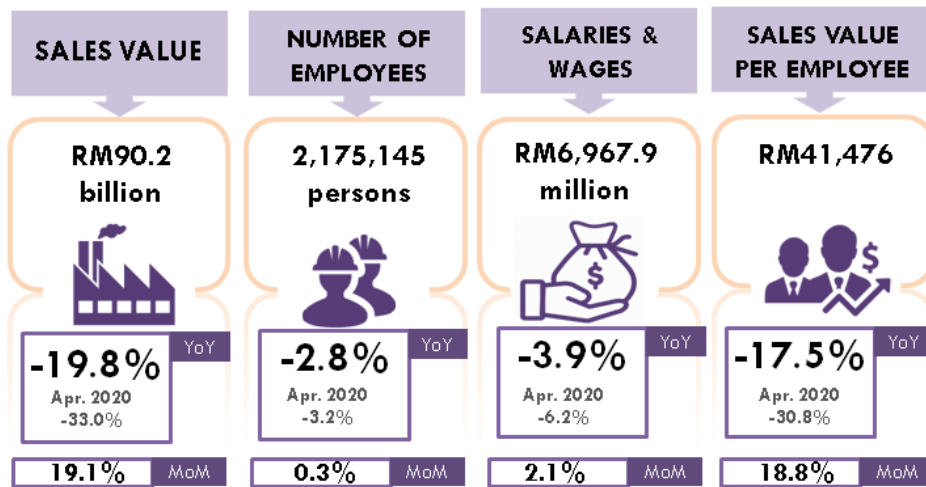 SALES VALUE
RM90.2
billion
$
-19.8%
YoY
Apr. 2020
-33.0%
19.1%
MoM
NUMBER OF
EMPLOYEES
2,175,145
persons
-2.8%
YoY
Apr. 2020
-3.2%
0.3%
MoM
SALARIES &
WAGES
RM6,967.9
million
$
-3.9%
YoY
Apr. 2020
-6.2%
2.1%
MoM
SALES VALUE
PER EMPLOYEE
RM41,476
-17.5%
YoY
Apr. 2020
-30.8%
18.8%
MoM